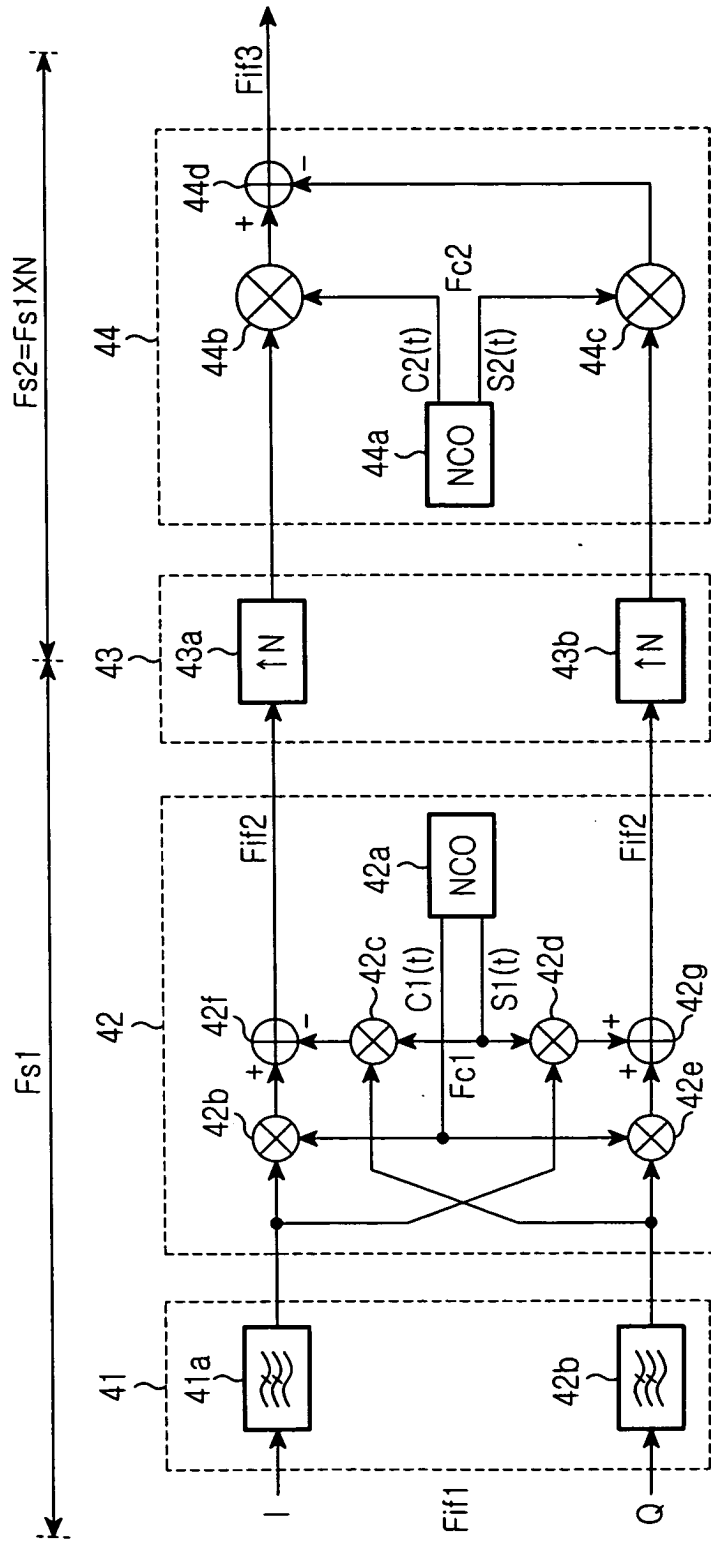 Fs1
Fs2=Fs1XN
41
42
43
44
41a
42b
42f
42c
42a
NCO
C1(t)
S1(t)
Fc1
42d
42g
42e
42b
I
Q
Fif1
+
-
+
+
Fif2
Fif2
43a
↑N
43b
↑N
44b
44d
+
-
Fif3
44a
NCO
C2(t)
S2(t)
Fc2
44c